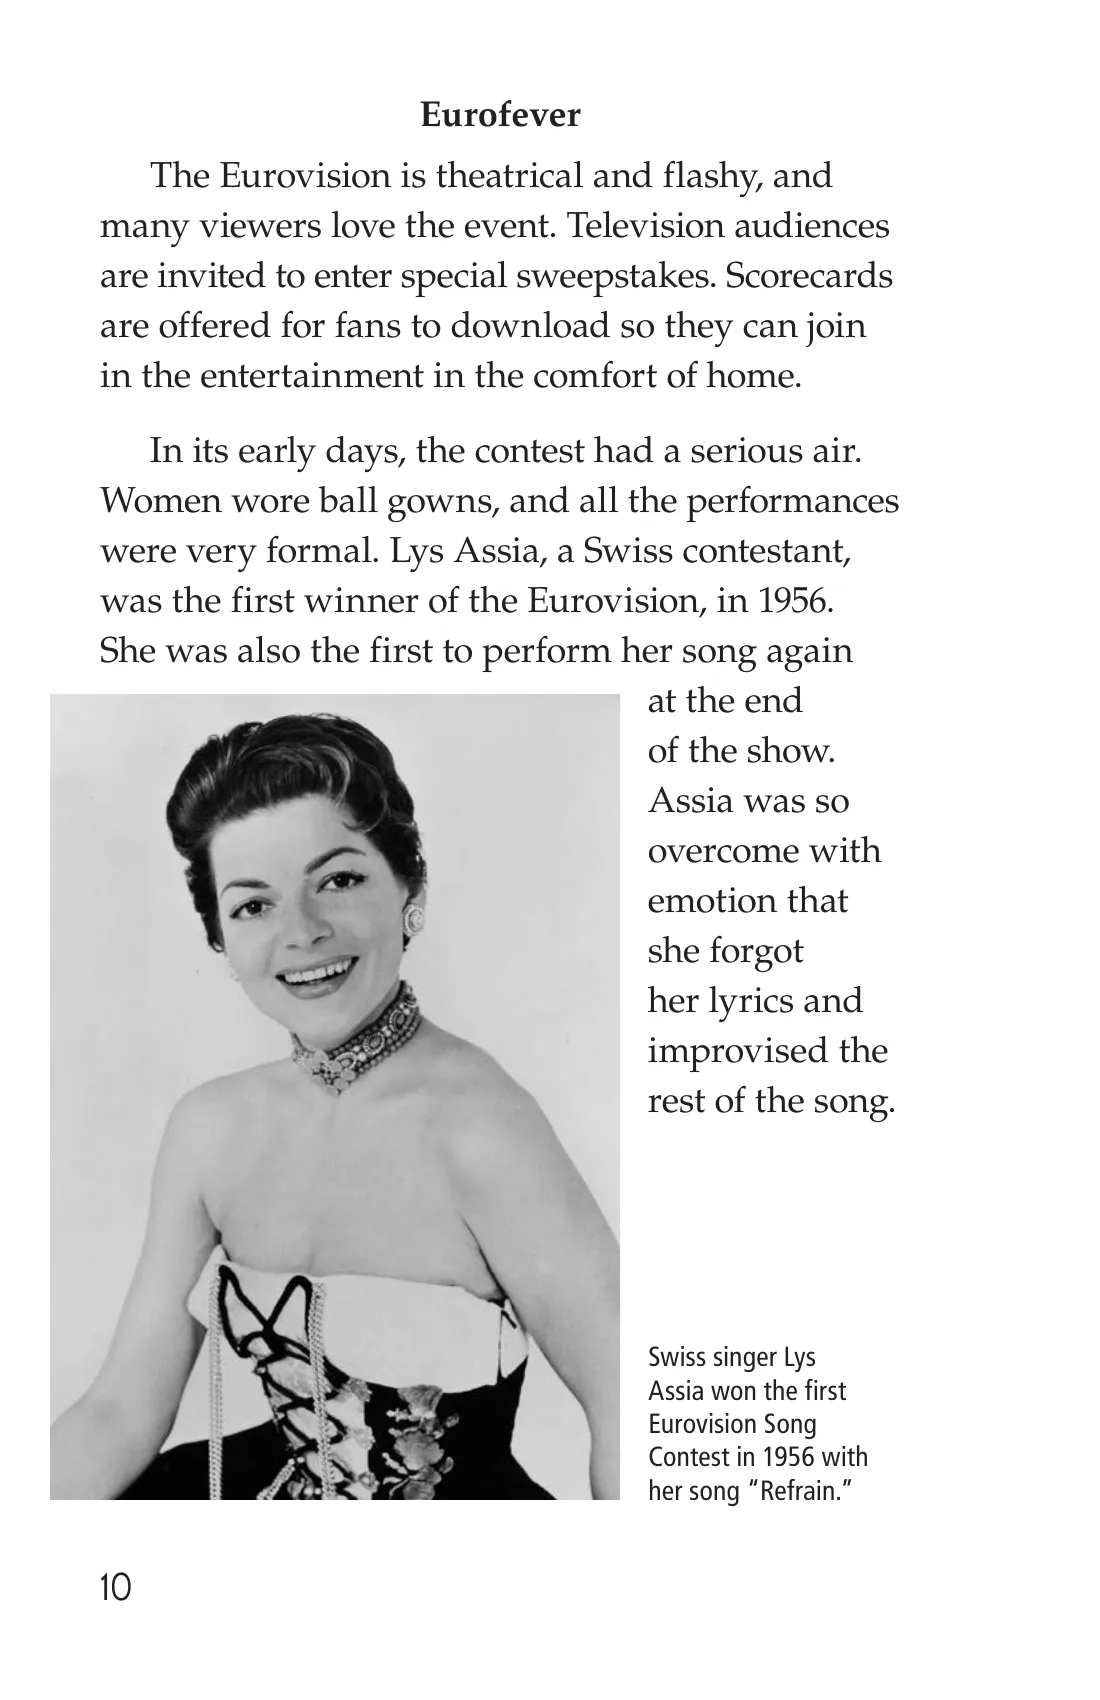 Eurofever
The Eurovision is theatrical and flashy, and
many viewers love the event. Television audiences
are invited to enter special sweepstakes. Scorecards
are offered for fans to download so they can join
in the entertainment in the comfort of home.
In its early days, the contest had a serious air.
Women wore ball gowns, and all the performances
were very formal. Lys Assia, a Swiss contestant,
was the first winner of the Eurovision, in 1956.
She was also the first to perform her song again
at the end
of the show.
Assia was so
overcome with
emotion that
she forgot
her lyrics and
improvised the
rest of the song.
Swiss singer Lys
Assia won the first
Eurovision Song
Contest in 1956 with
her song “Refrain.”
10